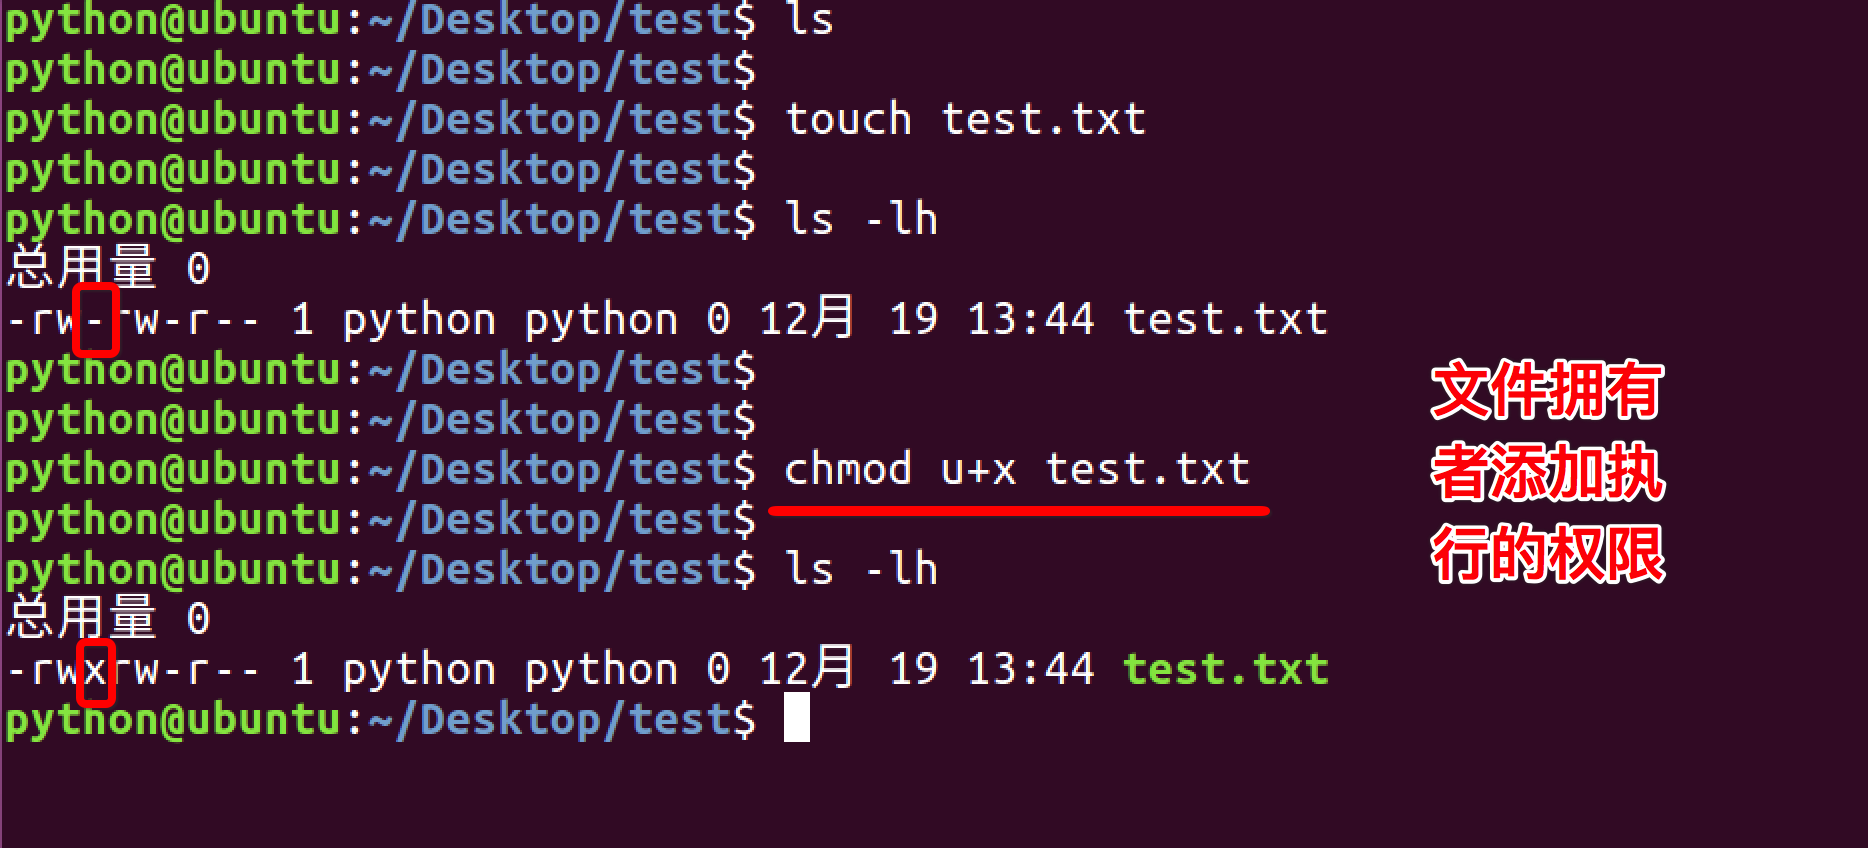 python@ubuntu:~/Desktop/test$ ls
python@ubuntu:~/Desktop/test$
python@ubuntu:~/Desktop/test$ touch test.txt
python@ubuntu:~/Desktop/test$
python@ubuntu:~/Desktop/test$ ls -lh
总用量 0
-rw-rw-r-- 1 python python 0 12月 19 13:44 test.txt
python@ubuntu:~/Desktop/test$
python@ubuntu:~/Desktop/test$
python@ubuntu:~/Desktop/test$ chmod u+x test.txt
python@ubuntu:~/Desktop/test$
python@ubuntu:~/Desktop/test$ ls -lh
总用量 0
-rwxrw-r-- 1 python python 0 12月 19 13:44 test.txt
python@ubuntu:~/Desktop/test$
文件拥有
者添加执
行的权限